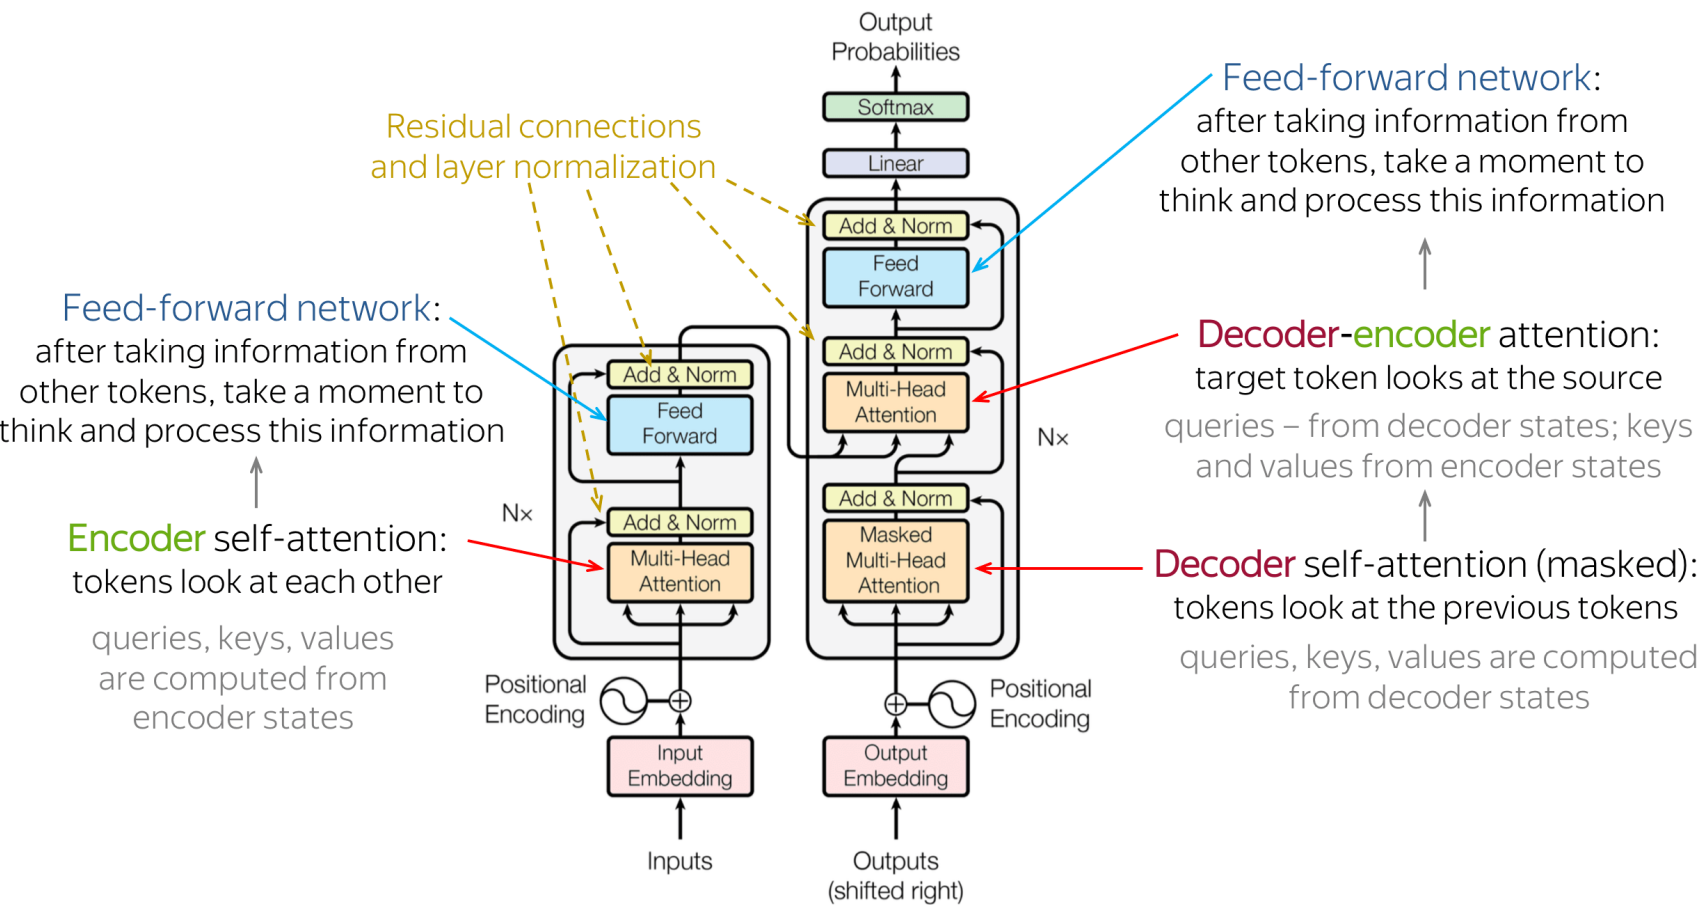 Output
Probabilities
Softmax
Linear
Add & Norm
Feed
Forward
Add & Norm
Multi-Head
Attention
Nx
Add & Norm
Masked
Multi-Head
Attention
Positional
Encoding
Output
Embedding
Outputs
(shifted right)
Residual connections
and layer normalization
Add & Norm
Feed
Forward
Nx
Add & Norm
Multi-Head
Attention
Positional
Encoding
Input
Embedding
Inputs
Feed-forward network:
after taking information from
other tokens, take a moment to
think and process this information
Encoder self-attention:
tokens look at each other
queries, keys, values
are computed from
encoder states
Feed-forward network:
after taking information from
other tokens, take a moment to
think and process this information
Decoder-encoder attention:
target token looks at the source
queries – from decoder states; keys
and values from encoder states
Decoder self-attention (masked):
tokens look at the previous tokens
queries, keys, values are computed
from decoder states